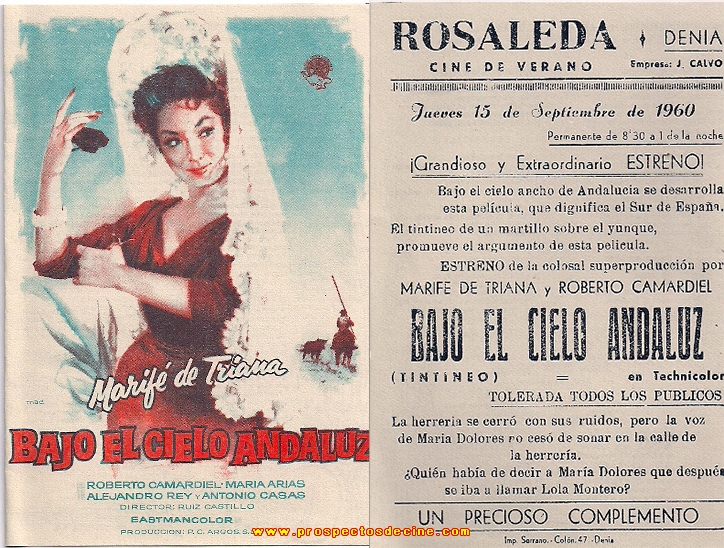 Marifé de Triana
mac
BAJO EL CIELO ANDALUZ
ROBERTO CAMARDIEL·MARIA ARIAS
ALEJANDRO REY Y ANTONIO CASAS
DIRECTOR: RUIZ CASTILLO
EASTMANCOLOR
PRODUCCION: P. C. ARGOS, S.
ROSALEDA DENIA
CINE DE VERANO Empresa: J. CALVO
Jueves 15 de Septiembre de 1960
Permanente de 8'30 a 1 de la noche
¡Grandioso y Extraordinario ESTRENO!
Bajo el cielo ancho de Andalucia se desarrolla
esta película, que dignifica el Sur de España.
El tintineo de un martillo sobre el yunque,
promueve el argumento de esta pelicula.
ESTRENO de la colosal superproducción por
MARIFE DE TRIANA y ROBERTO CAMARDIEL
BAJO EL CIELO ANDALUZ
(TINTINEO) = en Technicolor
TOLERADA TODOS LOS PUBLICOS
La herreria se cerró con sus ruidos, pero la voz
de Maria Dolores no cesó de sonar en la calle de
la herrería.
¿Quién había de decir a María Dolores que despué
se iba a llamar Lola Montero?
UN PRECIOSO COMPLEMENTO
Imp. Serrano.-Colón, 47 -Denia
www.prospectosdecine.com